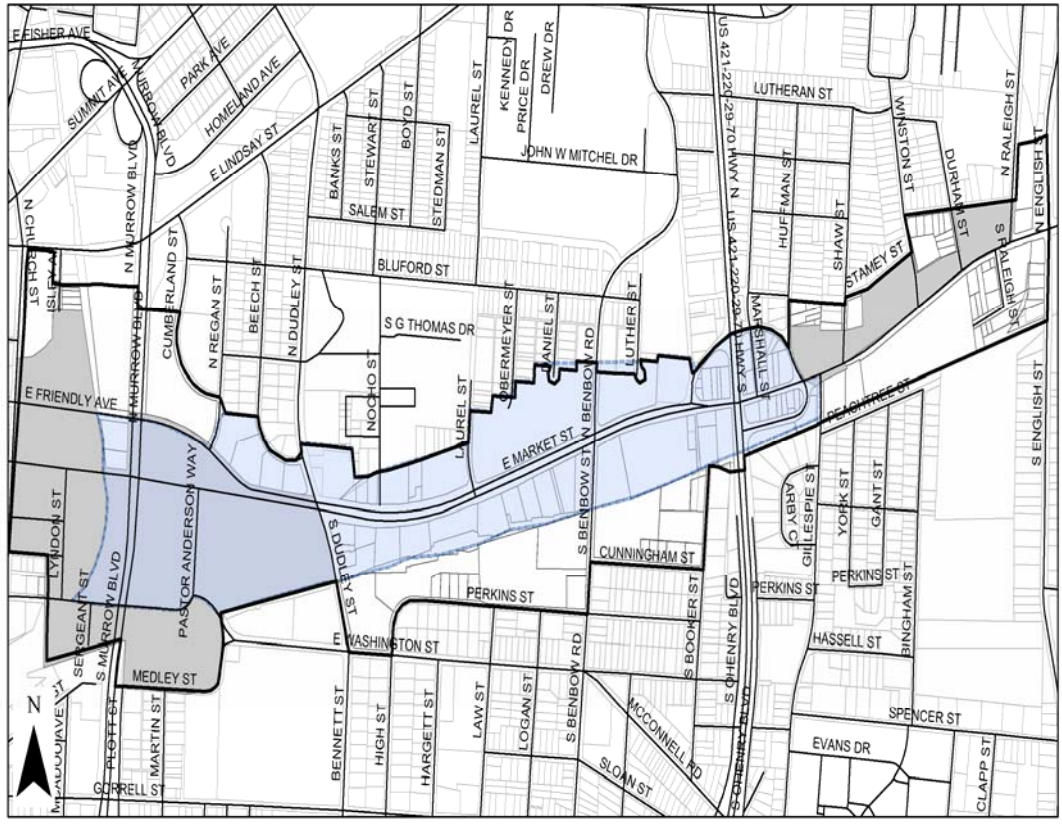 E FISHER AVE
SUMMIT AVE
PARK AVE
MURROW BLVD
HOMELAND AVE
E LINDSAY ST
N MURROW BLVD
N CHURCH ST
CUMBERLAND ST
N REGAN ST
BEECH ST
N DUDLEY ST
BANKS ST
STEWART ST
BOYD ST
STEDMAN ST
SALEM ST
BLUFORD ST
LAUREL ST
KENNEDY DR
PRICE DR
DREW DR
JOHN W MITCHEL DR
US 421-220-29-70 HWY N
US 421-220-29-70 HWY S
LUTHERAN ST
HUFFMAN ST
SHAW ST
WINSTON ST
DURHAM ST
N RALEIGH ST
N ENGLISH ST
S RALEIGH ST
STAMEY ST
MARSHALL ST
S G THOMAS DR
NOCHO ST
LAUREL ST
OBERMEYER ST
DANIEL ST
LUTHER ST
N BENBOW RD
S BENBOW ST
E MARKET ST
PEACHTREE ST
E FRIENDLY AVE
N MURROW BLVD
LYNDON ST
SERGEANT ST
S MURROW BLVD
PASTOR ANDERSON WAY
S DUDLEY ST
MEDLEY ST
E WASHINGTON ST
PERKINS ST
CUNNINGHAM ST
S BOOKER ST
S OHENRY BLVD
PERKINS ST
PERKINS ST
ARBY C
GILLESPIE ST
YORK ST
GANT ST
BINGHAM ST
HASSELL ST
S ENGLISH ST
SPENCER ST
EVANS DR
CLAPP ST
N
PLOTT ST
MARTIN ST
GORRELL ST
BENNETT ST
HIGH ST
HARGETT ST
LAW ST
LOGAN ST
S BENBOW RD
SLOAN ST
MCCONNELL RD
S OHENRY BLVD